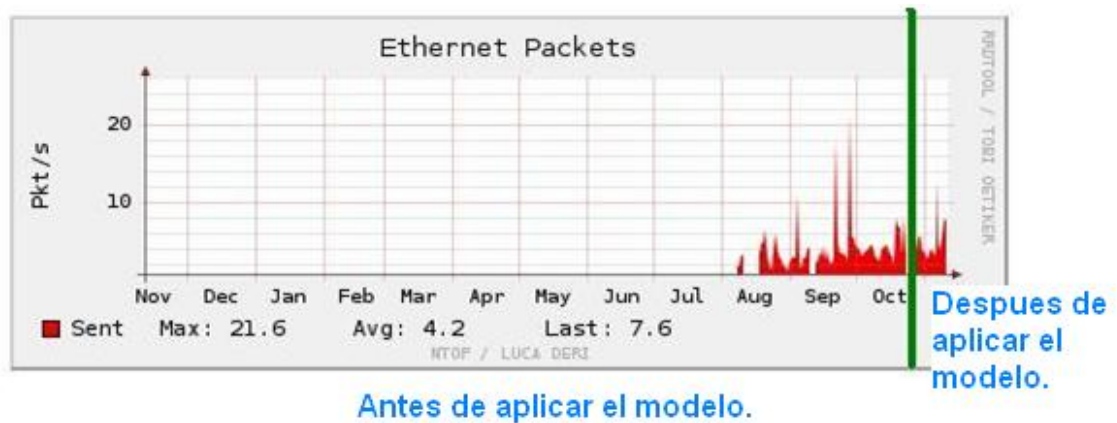 Ethernet Packets
RRDTOOL / TOBI OETIKER
Pkt/s
20
10
Nov Dec Jan Feb Mar Apr May Jun Jul Aug Sep Oct
Sent Max: 21.6 Avg: 4.2 Last: 7.6
NTOP / LUCA DERI
Despues de
aplicar el
modelo.
Antes de aplicar el modelo.